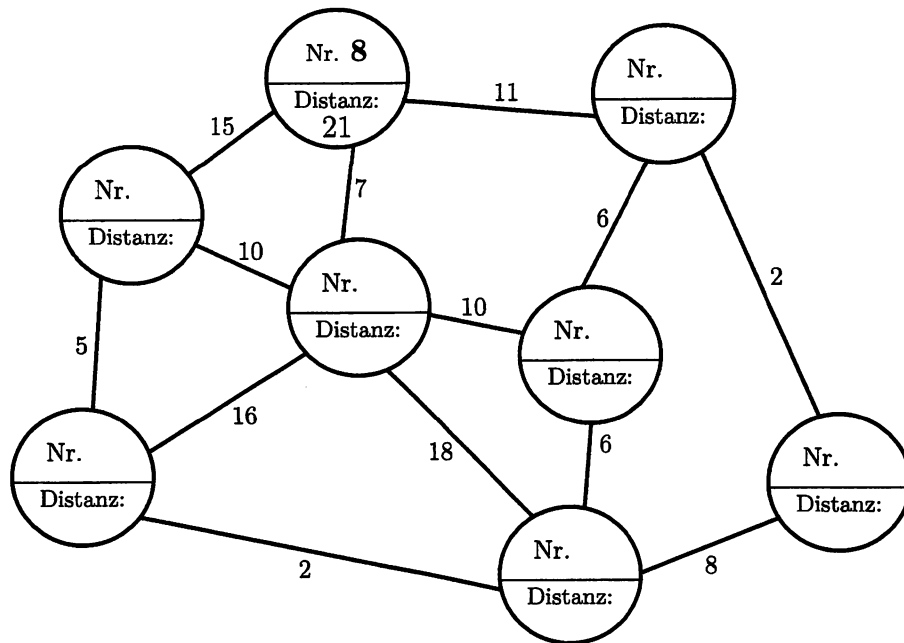 Nr. 8
Distanz:
21
11
Nr.
Distanz:
15
7
Nr.
Distanz:
6
10
2
Nr.
Distanz:
10
5
Nr.
Distanz:
16
18
6
Nr.
Distanz:
Nr.
Distanz:
Nr.
Distanz:
2
8